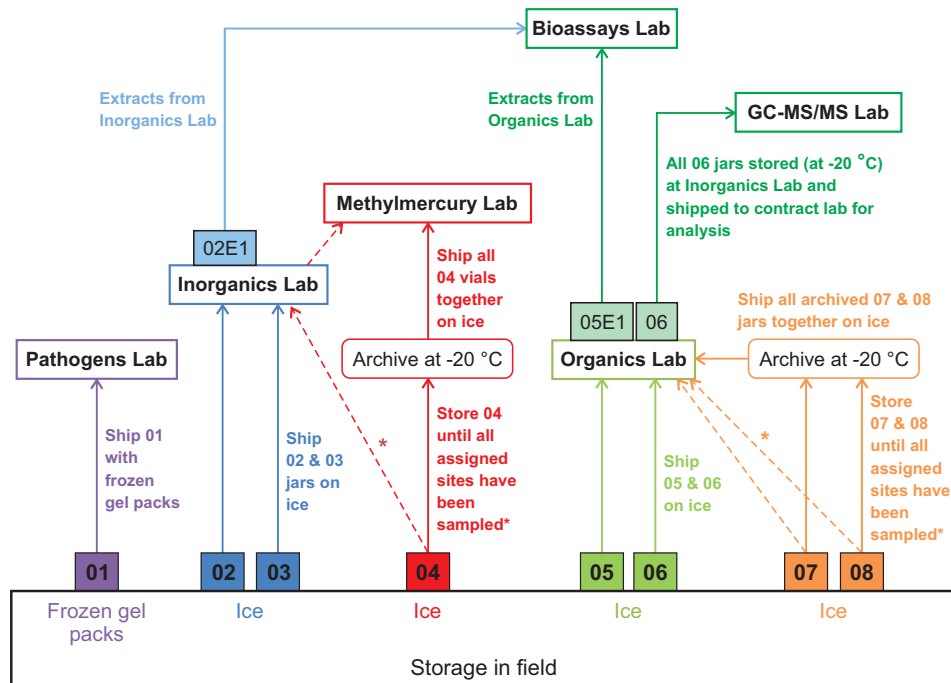 Bioassays Lab
Extracts from
Inorganics Lab
Extracts from
Organics Lab
GC-MS/MS Lab
All 06 jars stored (at -20 °C)
at Inorganics Lab and
shipped to contract lab for
analysis
Methylmercury Lab
02E1
Inorganics Lab
Ship all
04 vials
together
on ice
05E1
06
Ship all archived 07 & 08
jars together on ice
Pathogens Lab
Archive at -20 °C
Organics Lab
Archive at -20 °C
Ship 01
with
frozen
gel packs
Ship
02 & 03
jars on
ice
*
Store 04
until all
assigned
sites have
been
sampled*
Ship
05 & 06
on ice
*
Store
07 & 08
until all
assigned
sites have
been
sampled*
01
02
03
04
05
06
07
08
Frozen gel
packs
Ice
Ice
Ice
Ice
Storage in field